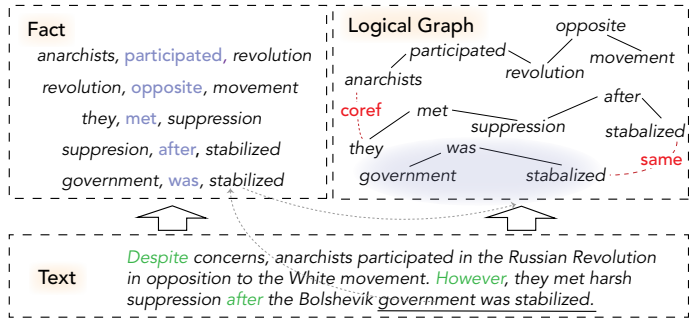 Fact
anarchists, participated, revolution
revolution, opposite, movement
they, met, suppression
suppresion, after, stabilized
government, was, stabilized
Logical Graph
opposite
participated
movement
revolution
anarchists
coref
after
met
suppression
stabalized
they
was
same
government
stabalized
Text
Despite concerns, anarchists participated in the Russian Revolution
in opposition to the White movement. However, they met harsh
suppression after the Bolshevik government was stabilized.